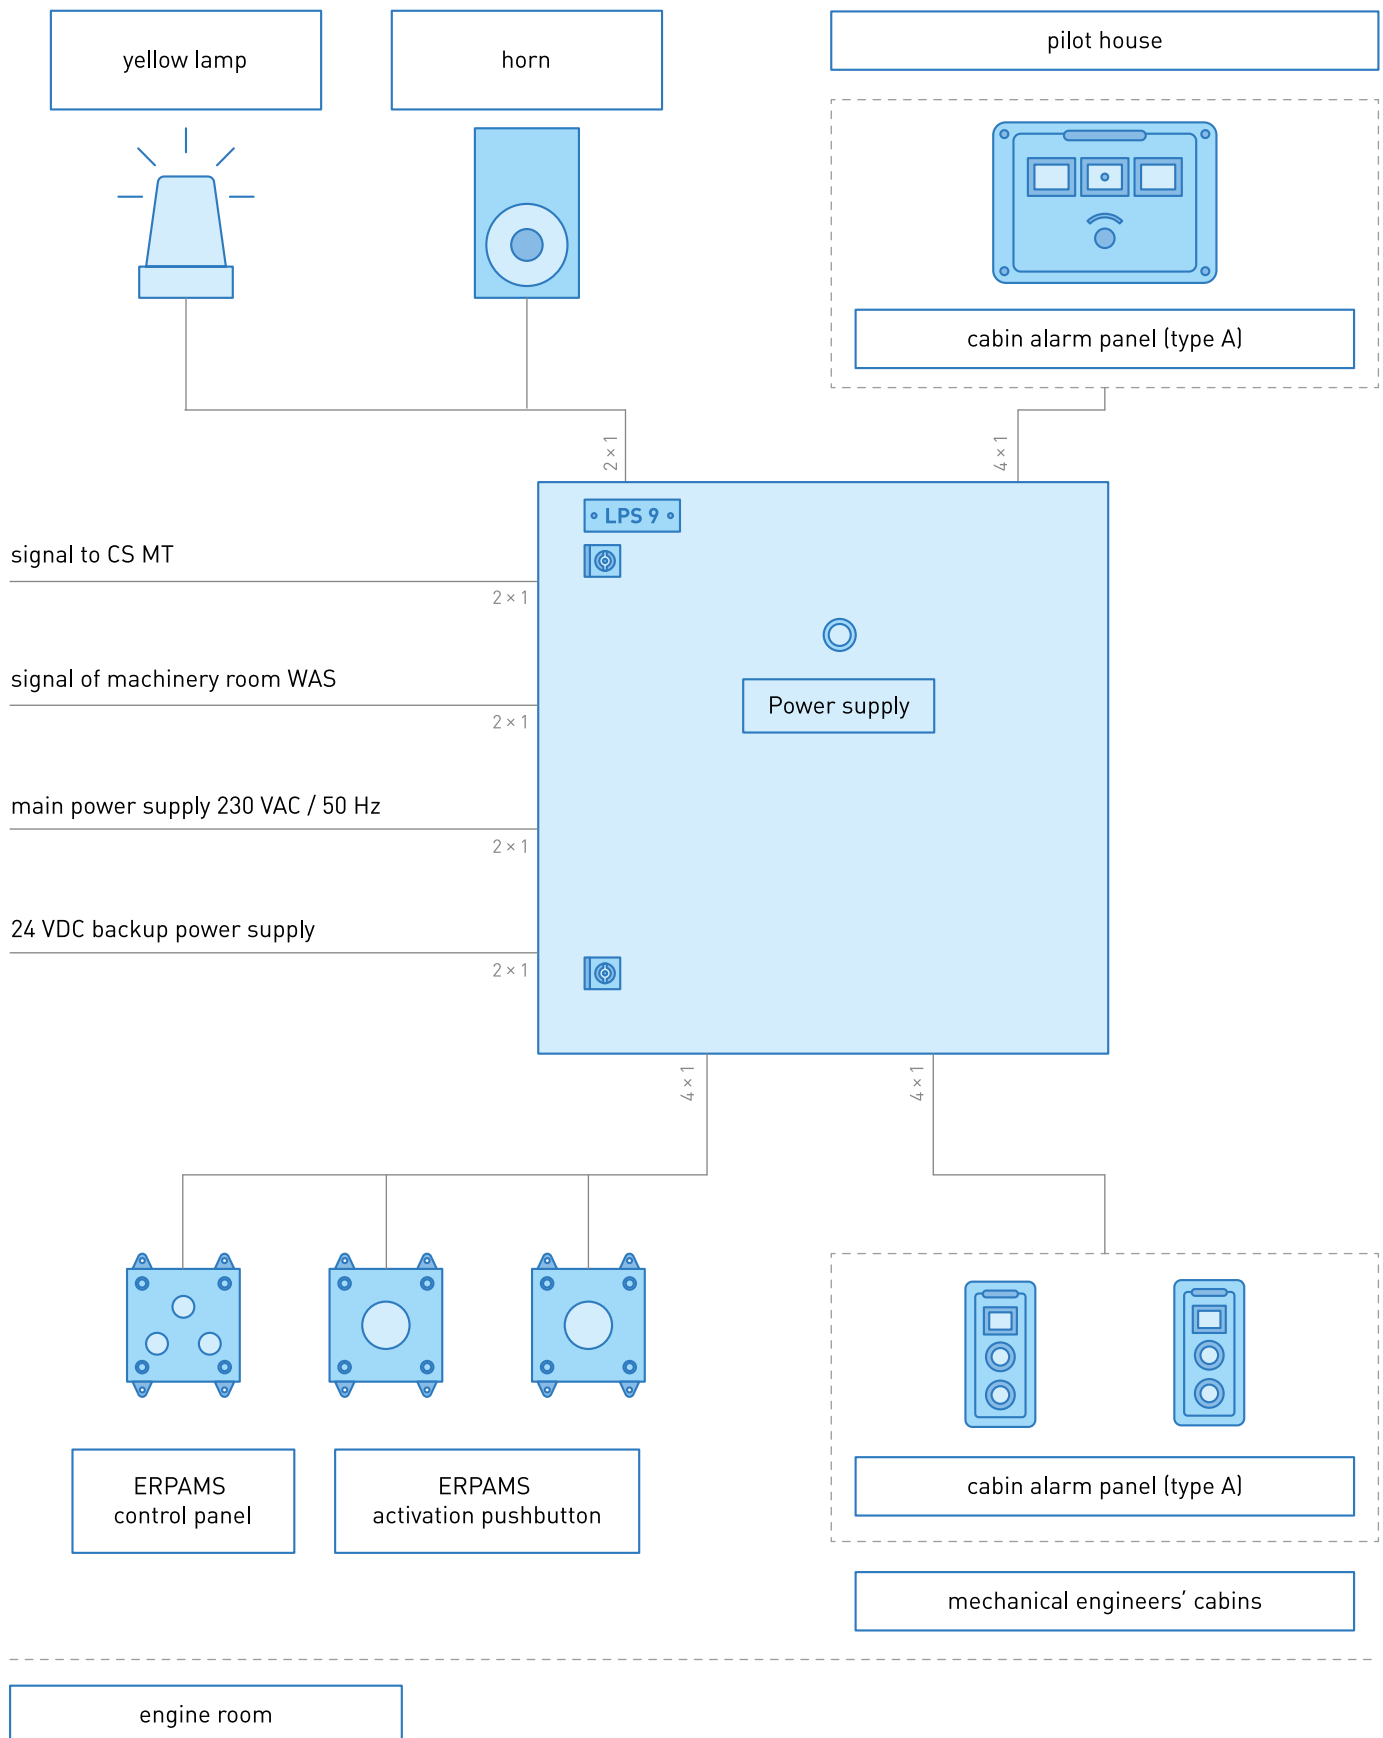 yellow lamp
horn
pilot house
cabin alarm panel (type A)
2 × 1
4 × 1
LPS 9
signal to CS MT
2 × 1
signal of machinery room WAS
2 × 1
Power supply
main power supply 230 VAC / 50 Hz
2 × 1
24 VDC backup power supply
2 × 1
4 × 1
4 × 1
ERPAMS
control panel
ERPAMS
activation pushbutton
cabin alarm panel (type A)
mechanical engineers’ cabins
engine room